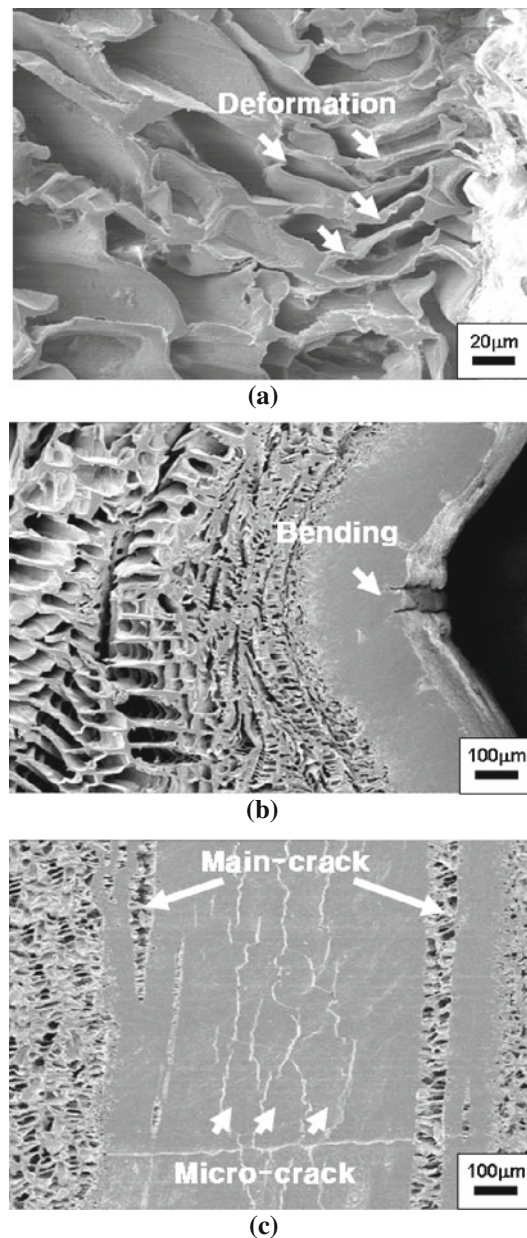 Deformation
20μm
(a)
Bending
100μm
(b)
Main-crack
Micro-crack
100μm
(c)